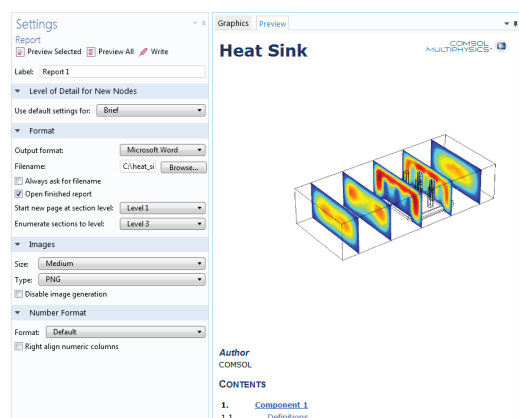 Settings
Report
Preview Selected Preview All Write
Label: Report 1
Level of Detail for New Nodes
Use default settings for: Brief
Format
Output format: Microsoft Word
Filename: C:\heat_si Browse...
Always ask for filename
Open finished report
Start new page at section level: Level 1
Enumerate sections to level: Level 3
Images
Size: Medium
Type: PNG
Disable image generation
Number Format
Format: Default
Right align numeric columns
Graphics Preview
Heat Sink
COMSOL
MULTIPHYSICS
Author
COMSOL
CONTENTS
1. Component 1
1.1 Definitions